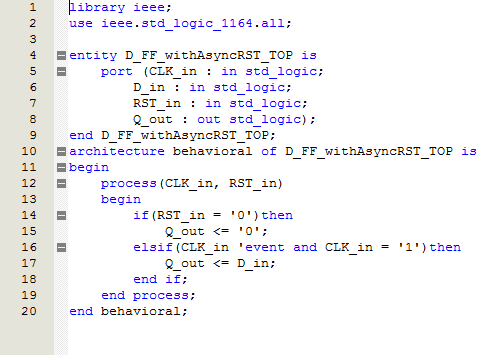 1 library ieee;
2 use ieee.std_logic_1164.all;
3
4 entity D_FF_withAsyncRST_TOP is
5     port (CLK_in : in std_logic;
6         D_in : in std_logic;
7         RST_in : in std_logic;
8         Q_out : out std_logic);
9 end D_FF_withAsyncRST_TOP;
10 architecture behavioral of D_FF_withAsyncRST_TOP is
11 begin
12     process(CLK_in, RST_in)
13     begin
14         if(RST_in = '0')then
15             Q_out <= '0';
16         elsif(CLK_in 'event and CLK_in = '1')then
17             Q_out <= D_in;
18         end if;
19     end process;
20 end behavioral;